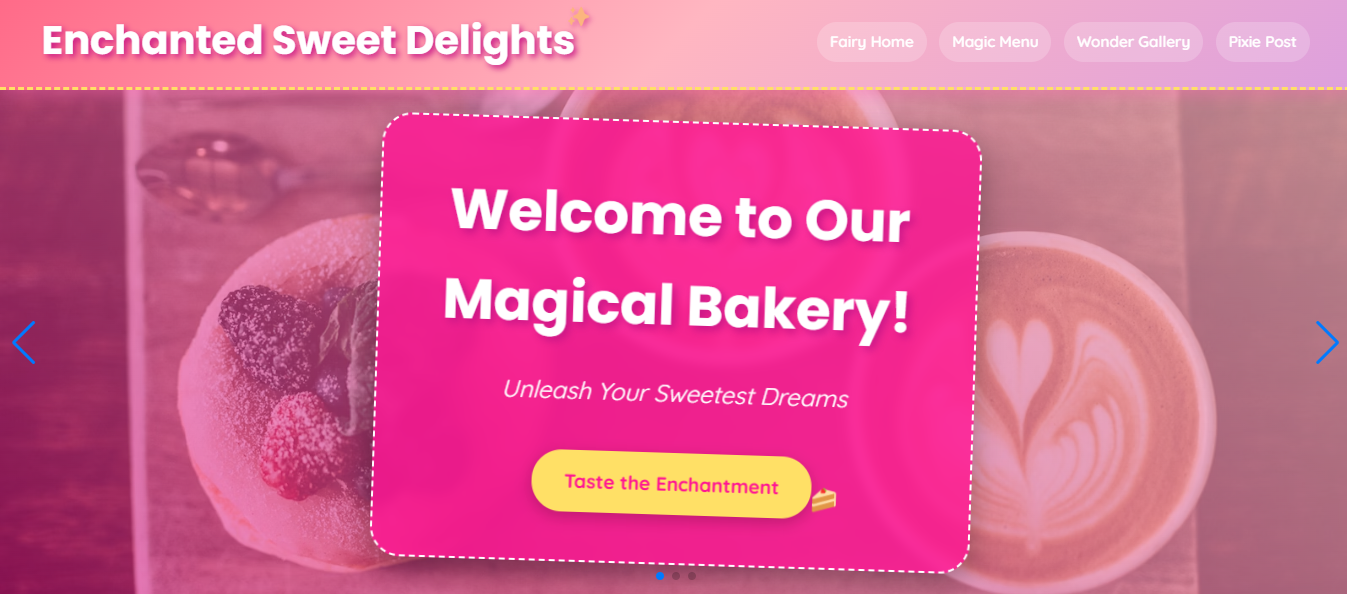 Enchanted Sweet Delights
Fairy Home
Magic Menu
Wonder Gallery
Pixie Post
Welcome to Our
Magical Bakery!
Unleash Your Sweetest Dreams
Taste the Enchantment